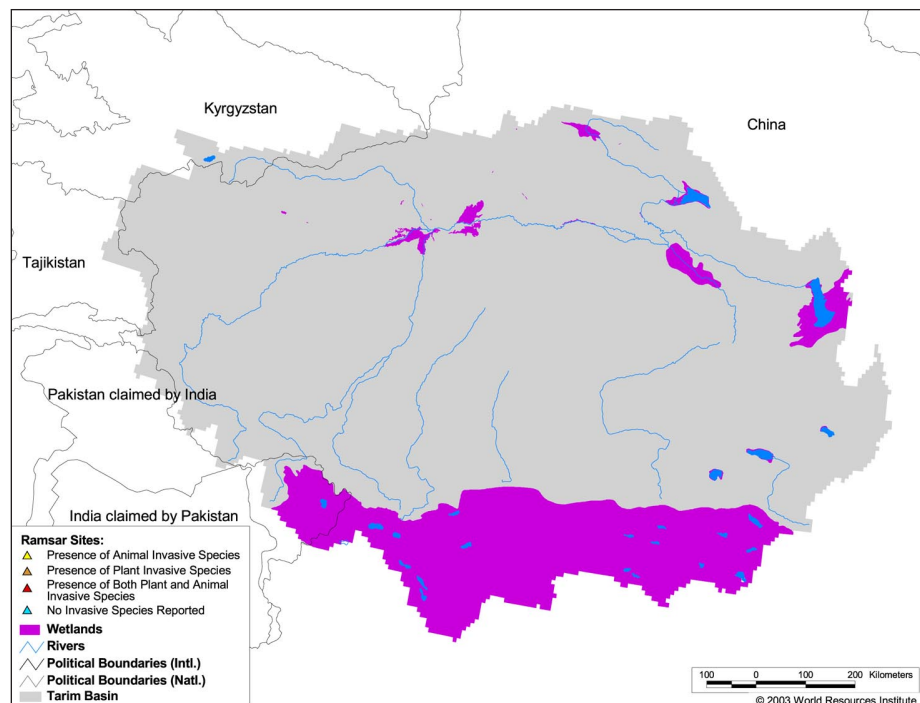 Kyrgyzstan
China
Tajikistan
Pakistan claimed by India
India claimed by Pakistan
Ramsar Sites:
Presence of Animal Invasive Species
Presence of Plant Invasive Species
Presence of Both Plant and Animal
Invasive Species
No Invasive Species Reported
Wetlands
Rivers
Political Boundaries (Intl.)
Political Boundaries (Natl.)
Tarim Basin
100 0 100 200 Kilometers
© 2003 World Resources Institute